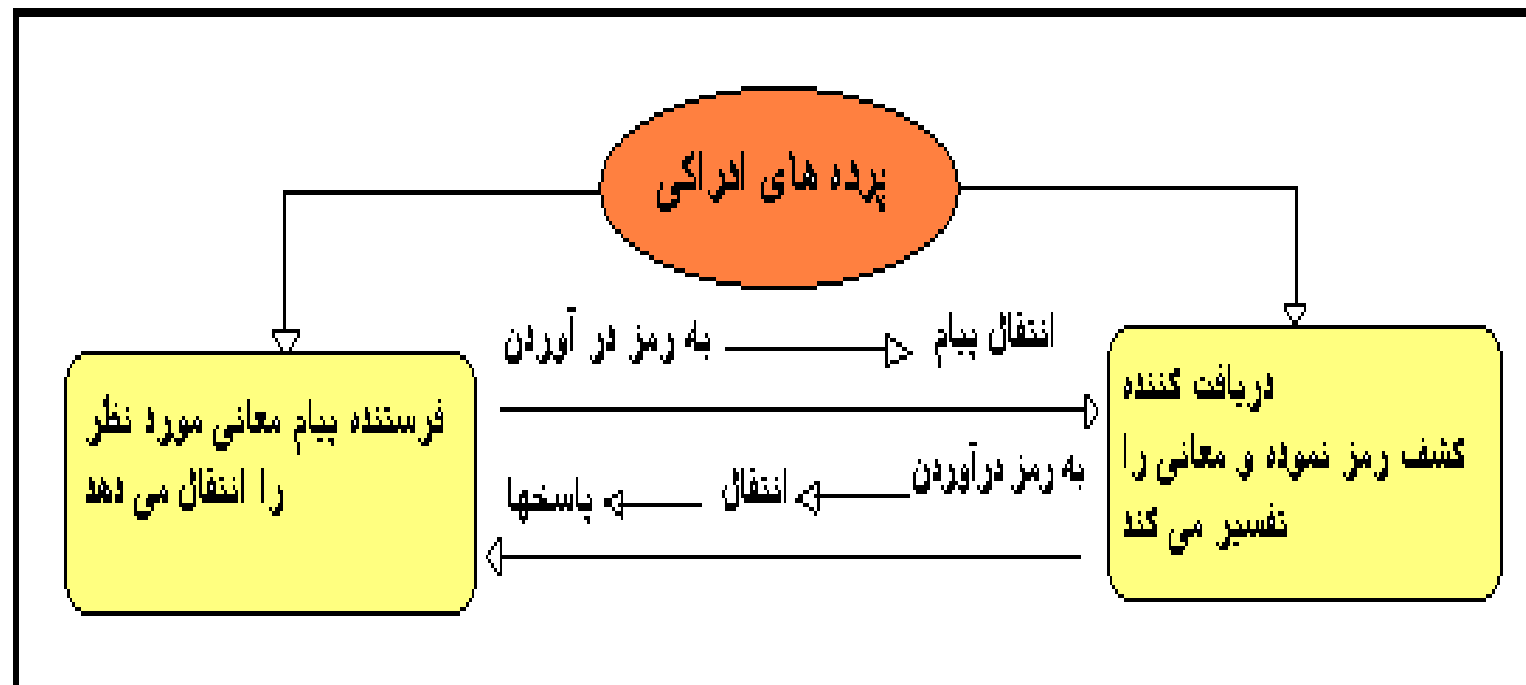 پرده های ادراکی
به رمز در آوردن
انتقال پیام
فرستنده پیام معانی مورد نظر
را انتقال می دهد
دریافت کننده
کشف رمز نموده و معانی را
تفسیر می کند
به رمز درآوردن
انتقال
پاسخها